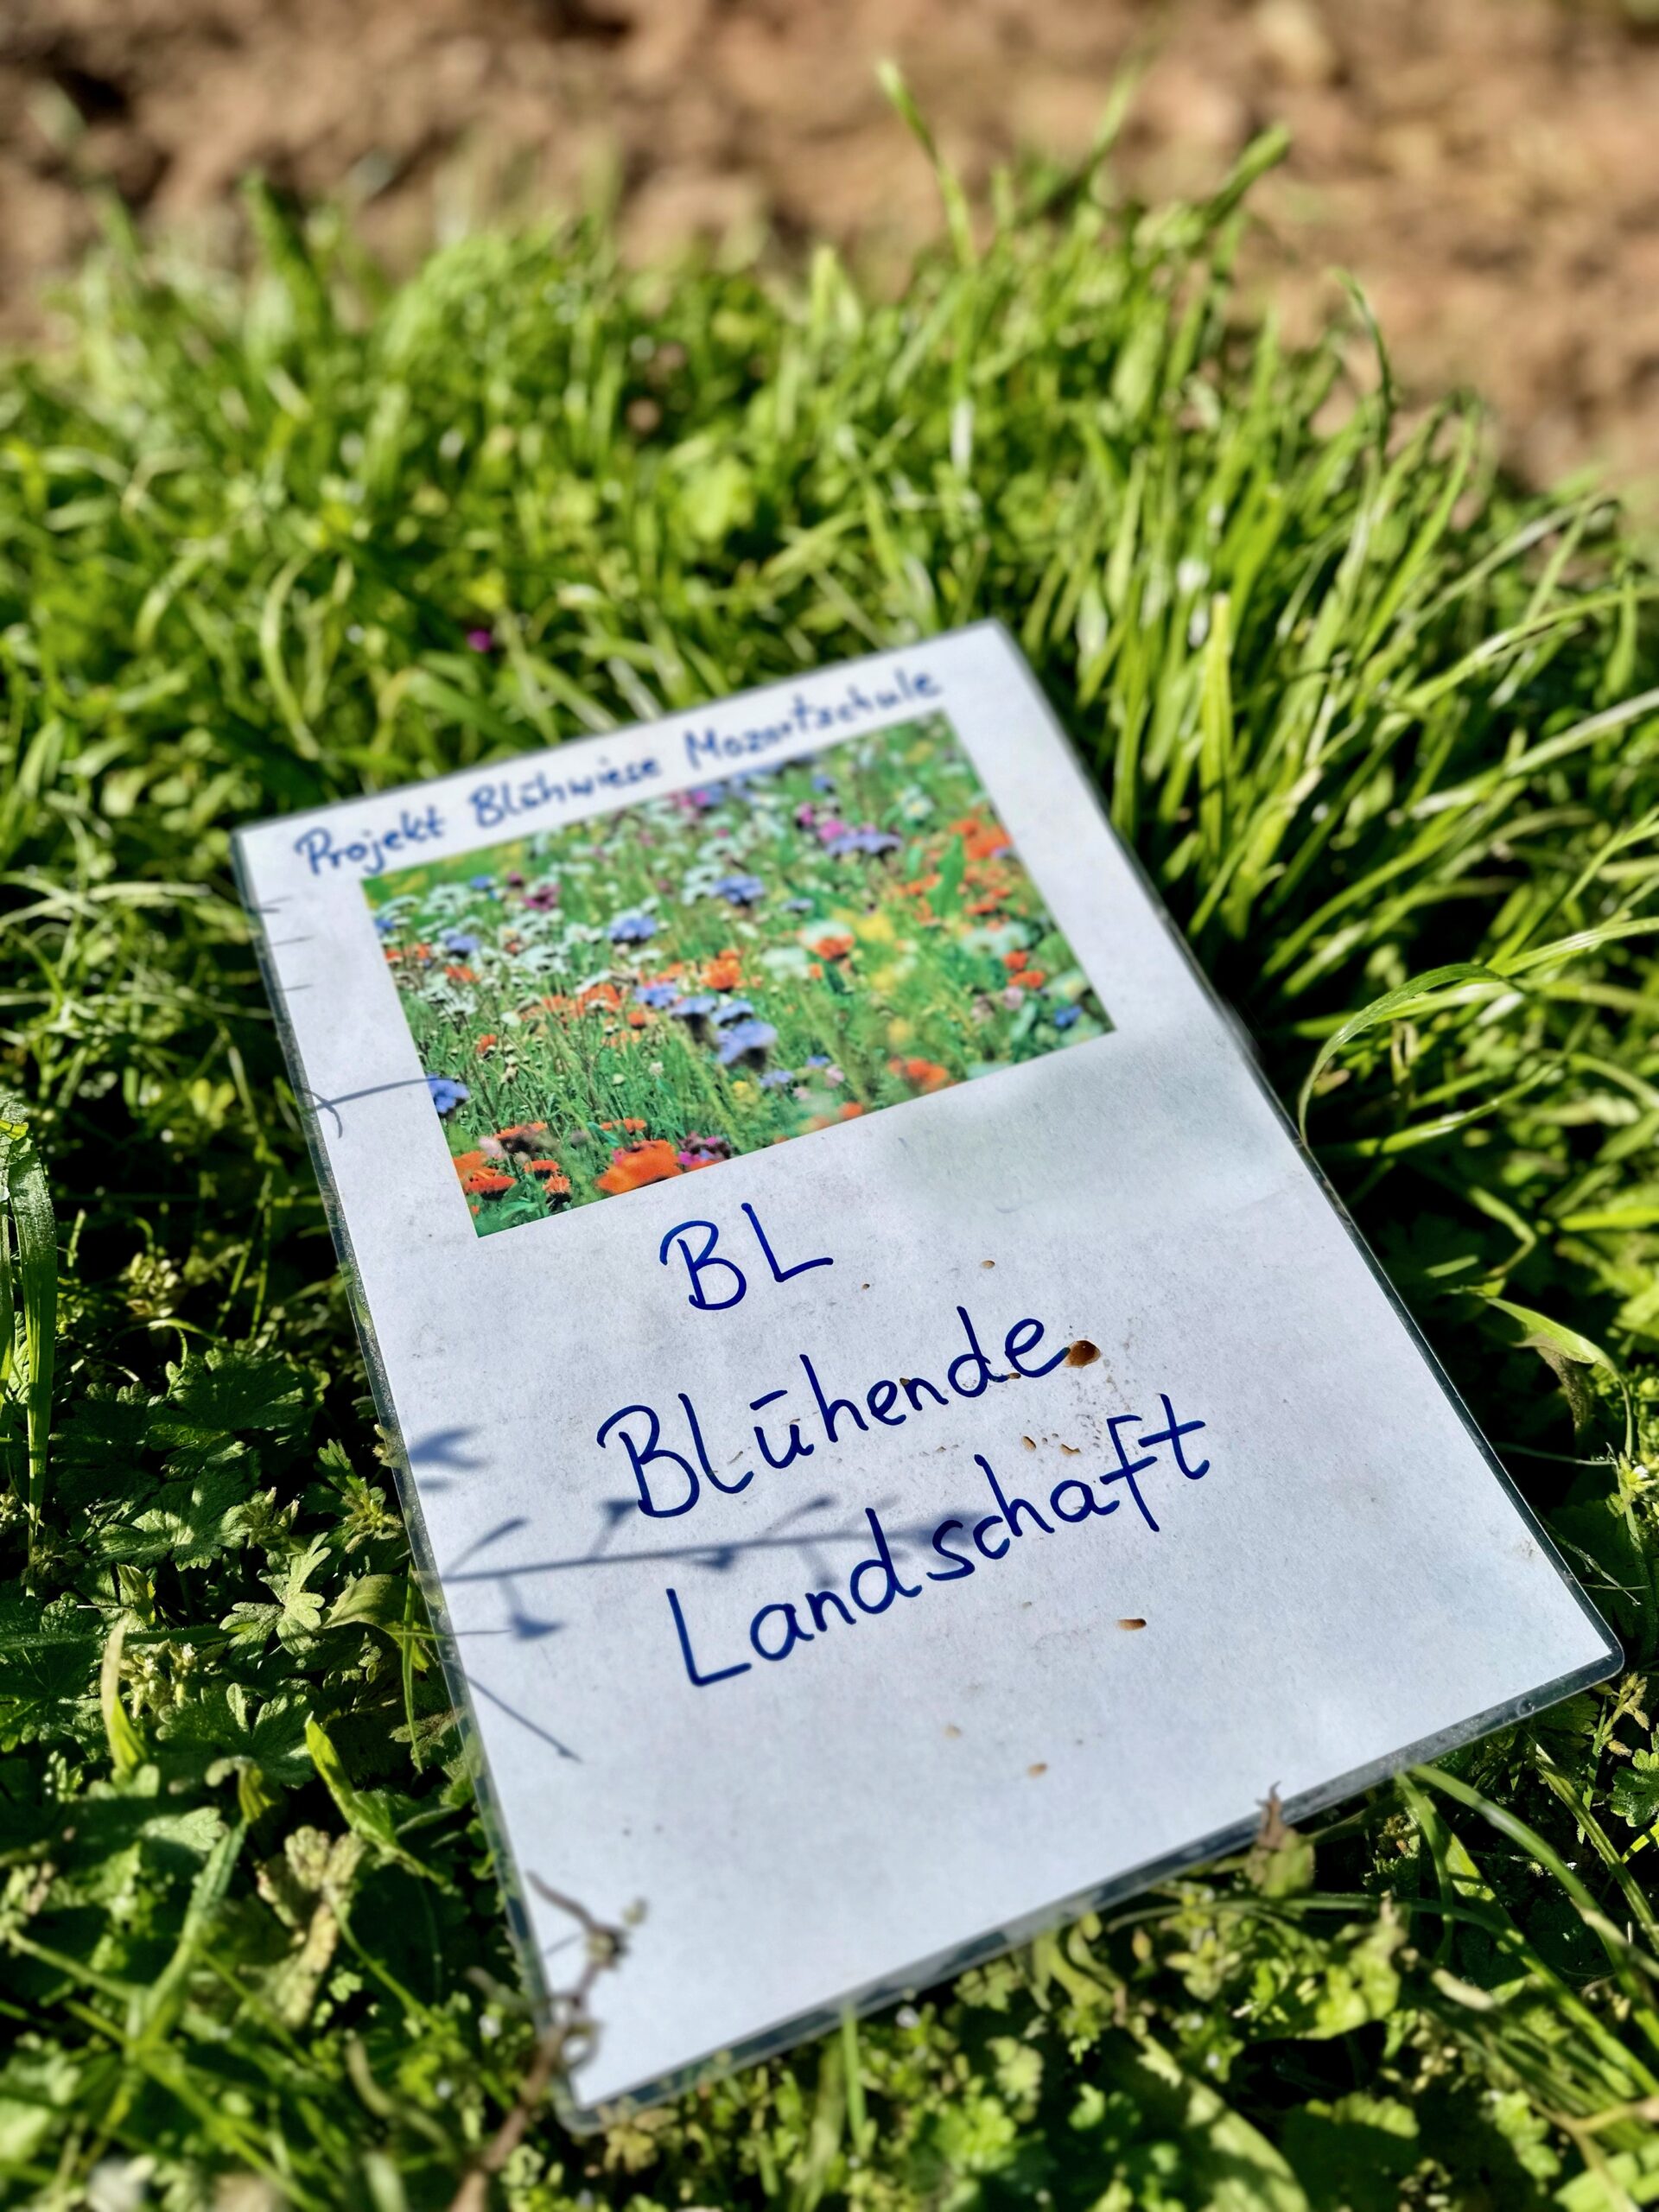 Projekt Blühwiese Mozartschule
BL
Blühende
Landschaft